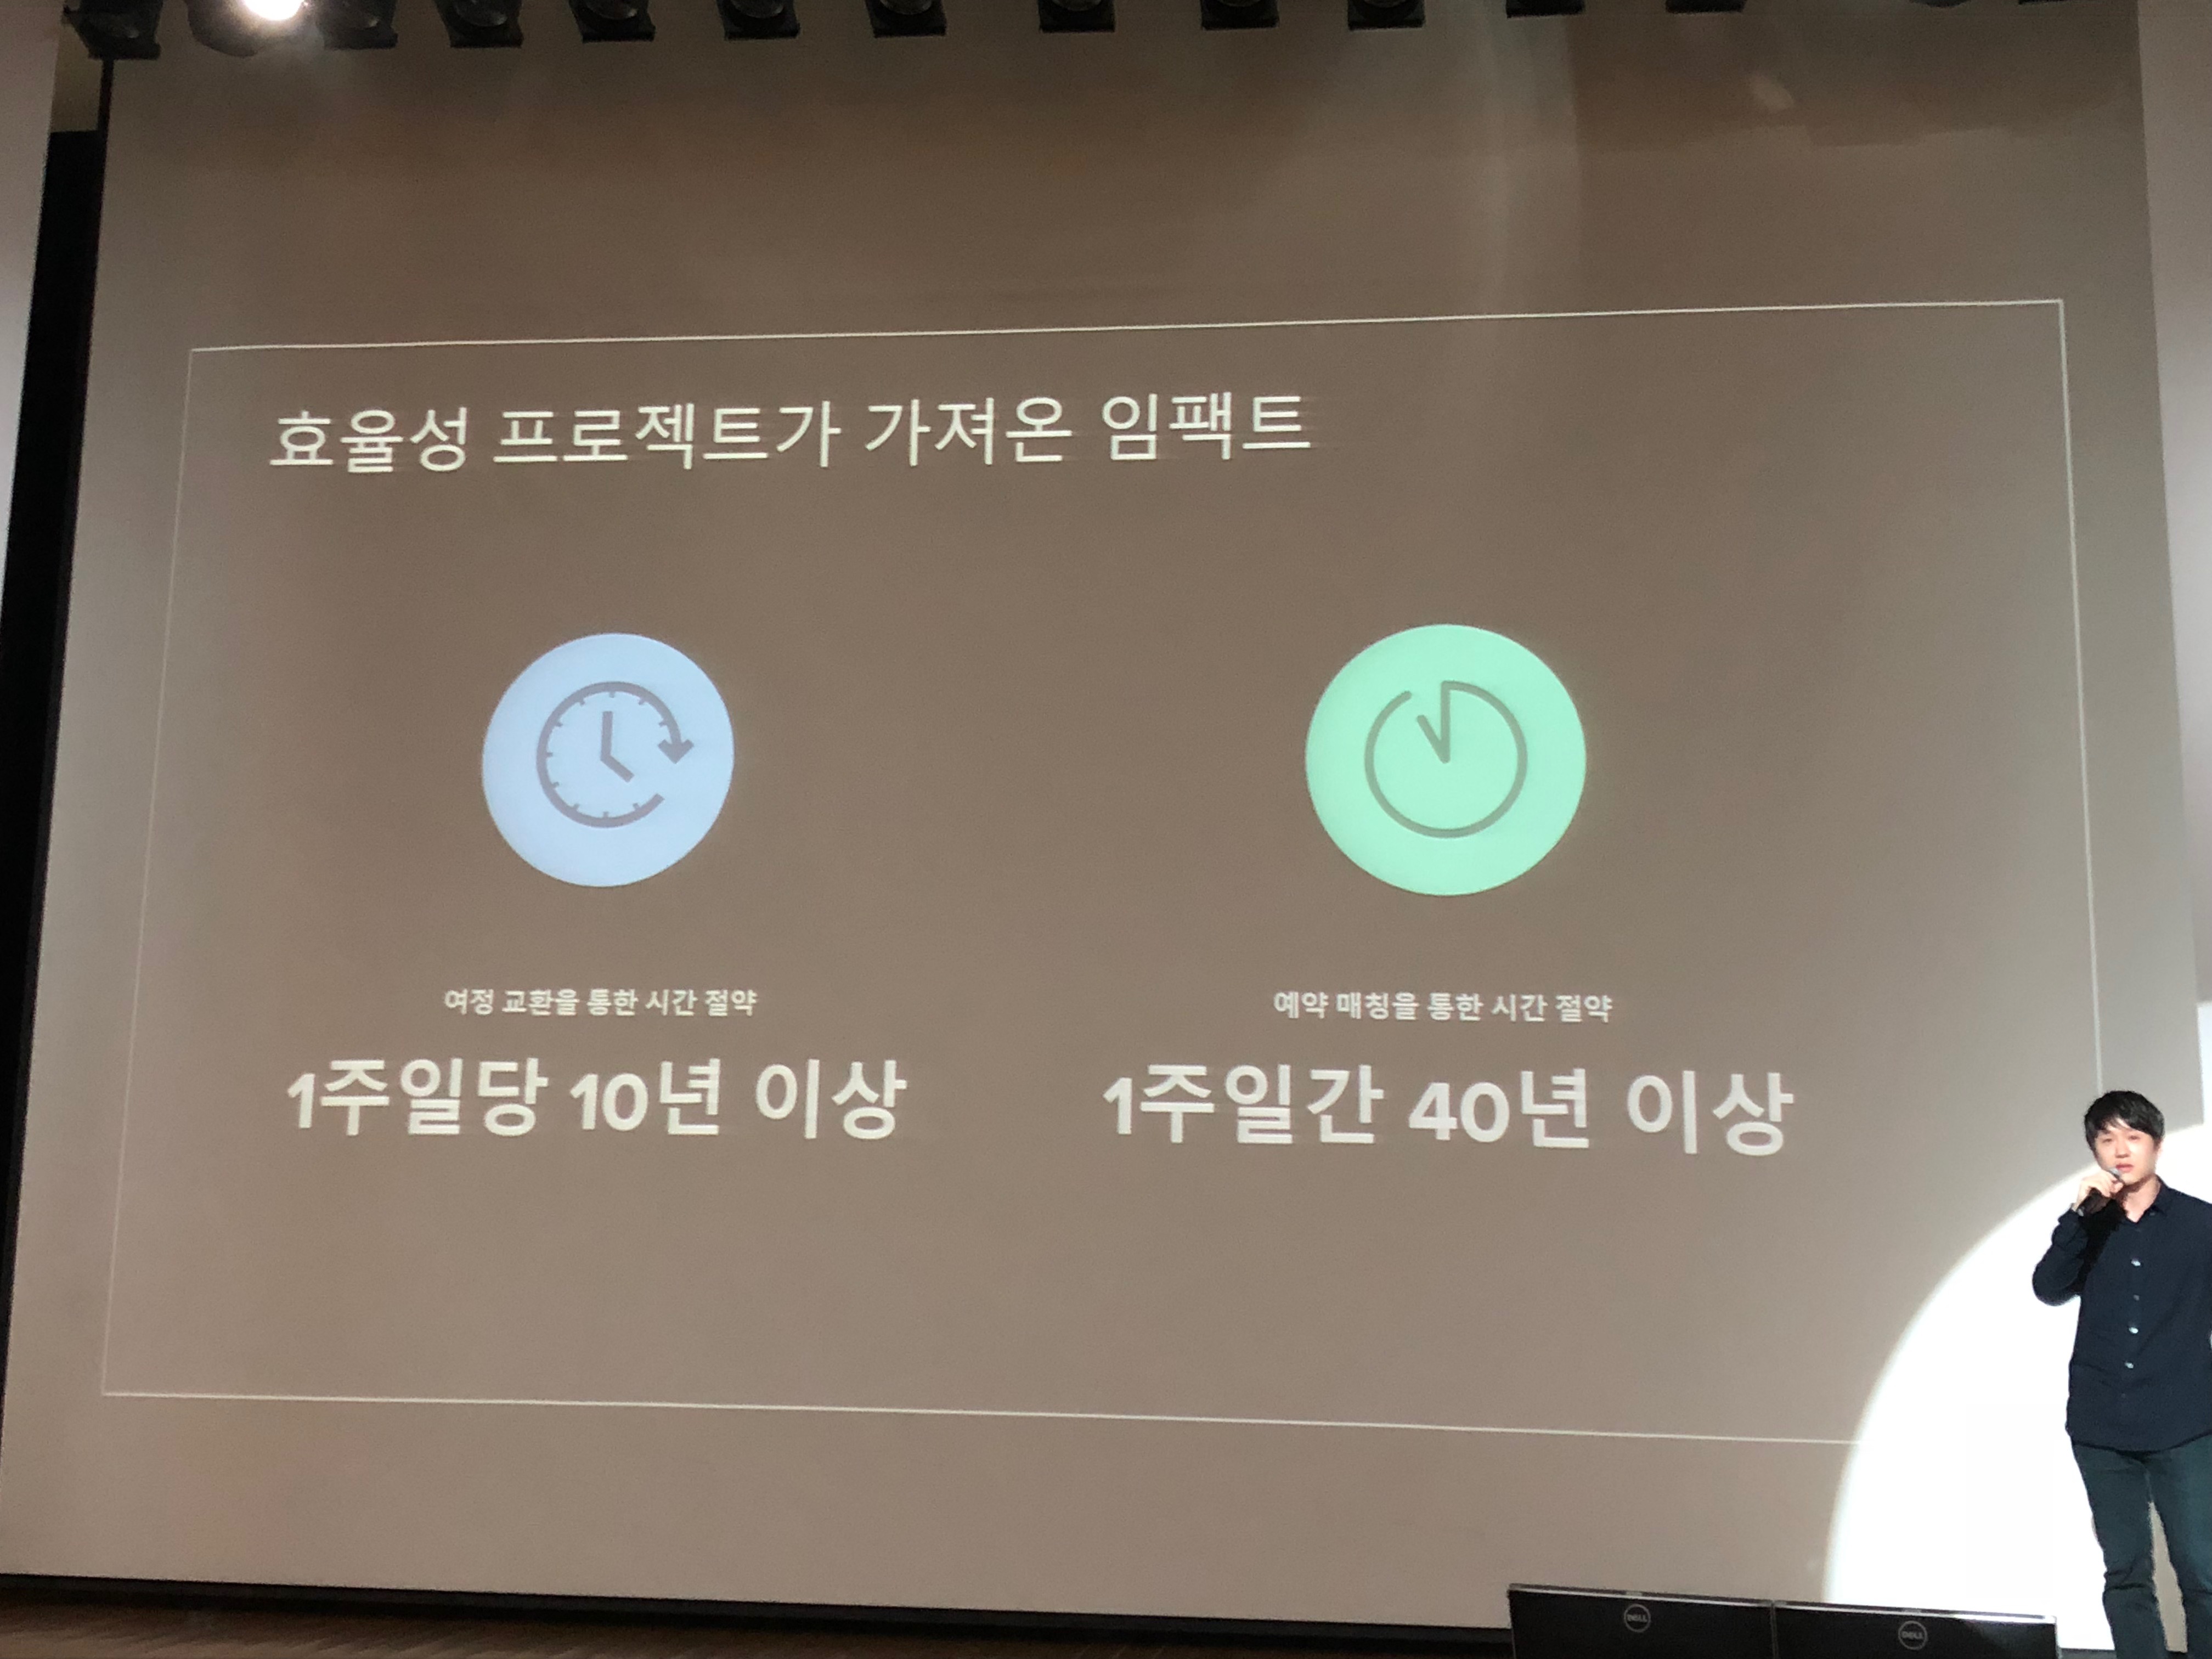 효율성 프로젝트가 가져온 임팩트
여정 교환을 통한 시간 절약
1주일당 10년 이상
예약 매칭을 통한 시간 절약
1주일간 40년 이상
DELL
DELL